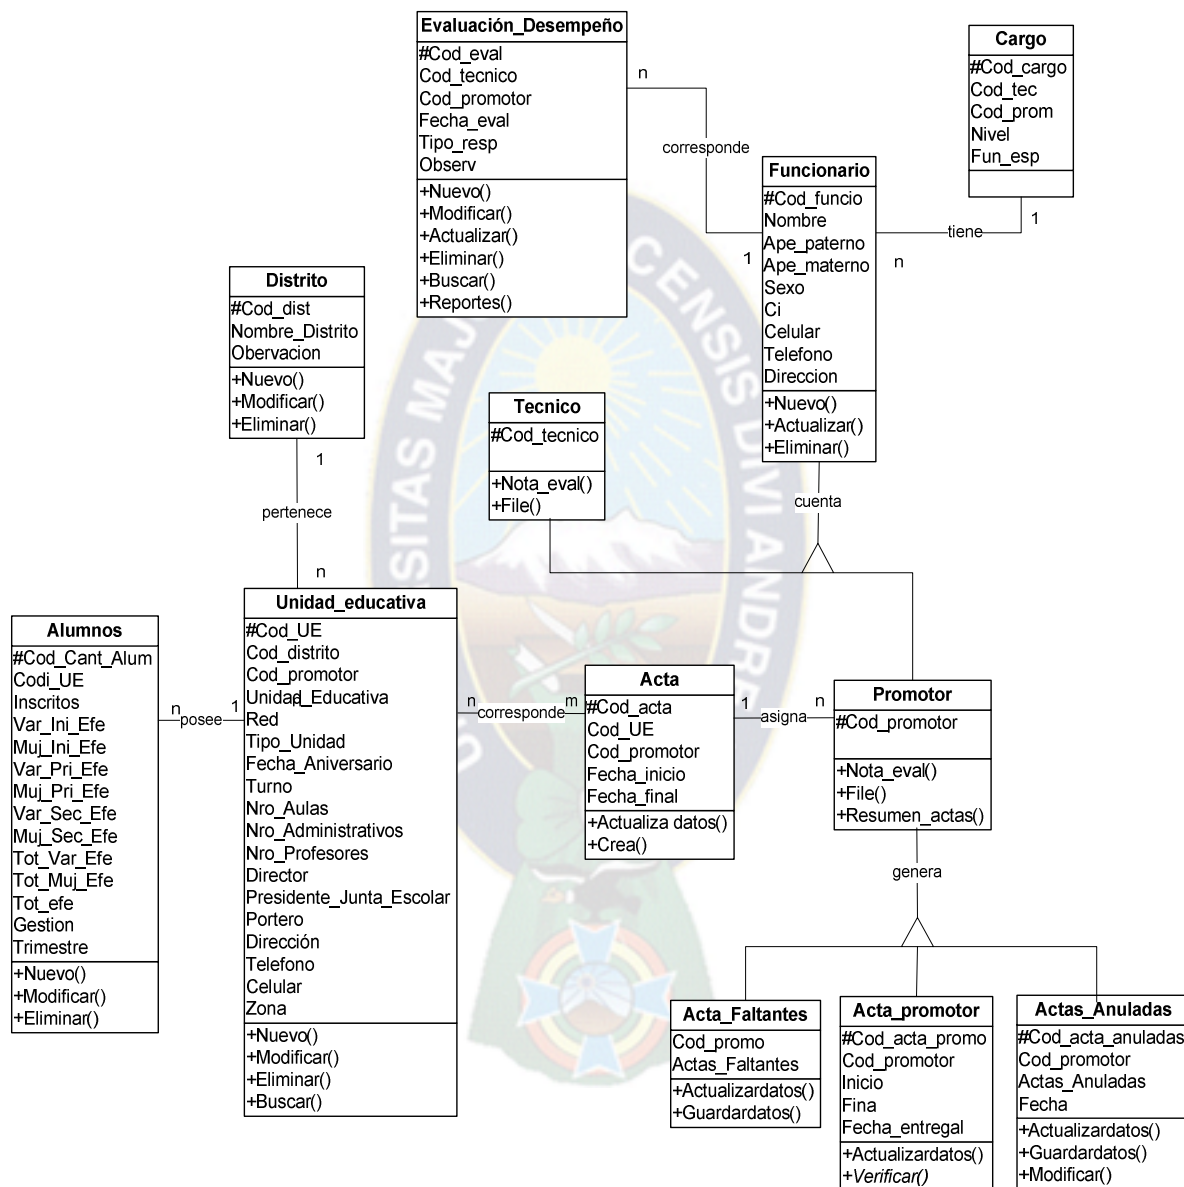 Evaluación_Desempeño
#Cod_eval
Cod_tecnico
Cod_promotor
Fecha_eval
Tipo_resp
Observ
+Nuevo()
+Modificar()
+Actualizar()
+Eliminar()
+Buscar()
+Reportes()
n
corresponde
1
Cargo
#Cod_cargo
Cod_tec
Cod_prom
Nivel
Fun_esp
1
tiene
n
Funcionario
#Cod_funcio
Nombre
Ape_paterno
Ape_materno
Sexo
Ci
Celular
Telefono
Direccion
+Nuevo()
+Actualizar()
+Eliminar()
cuenta
Distrito
#Cod_dist
Nombre_Distrito
Obervacion
+Nuevo()
+Modificar()
+Eliminar()
1
pertenece
n
Tecnico
#Cod_tecnico
+Nota_eval()
+File()
Alumnos
#Cod_Cant_Alum
Codi_UE
Inscritos
Var_Ini_Efe
Muj_Ini_Efe
Var_Pri_Efe
Muj_Pri_Efe
Var_Sec_Efe
Muj_Sec_Efe
Tot_Var_Efe
Tot_Muj_Efe
Tot_efe
Gestion
Trimestre
+Nuevo()
+Modificar()
+Eliminar()
n
posee
1
Unidad_educativa
#Cod_UE
Cod_distrito
Cod_promotor
Unidad_Educativa
Red
Tipo_Unidad
Fecha_Aniversario
Turno
Nro_Aulas
Nro_Administrativos
Nro_Profesores
Director
Presidente_Junta_Escolar
Portero
Dirección
Telefono
Celular
Zona
+Nuevo()
+Modificar()
+Eliminar()
+Buscar()
n
corresponde
m
Acta
#Cod_acta
Cod_UE
Cod_promotor
Fecha_inicio
Fecha_final
+Actualiza datos()
+Crea()
1
asigna
n
Promotor
#Cod_promotor
+Nota_eval()
+File()
+Resumen_actas()
genera
Acta_Faltantes
Cod_promo
Actas_Faltantes
+Actualizardatos()
+Guardardatos()
Acta_promotor
#Cod_acta_promo
Cod_promotor
Inicio
Fina
Fecha_entregal
+Actualizardatos()
+Verificar()
Actas_Anuladas
#Cod_acta_anuladas
Cod_promotor
Actas_Anuladas
Fecha
+Actualizardatos()
+Guardardatos()
+Modificar()
CENSIS DIVI ANDRE